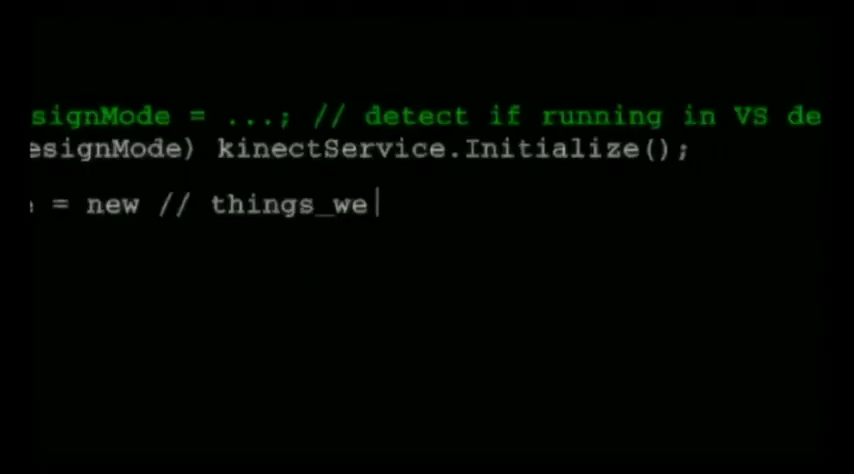 signMode = ...; // detect if running in VS de
esignMode) kinectService.Initialize();
= new // things_we